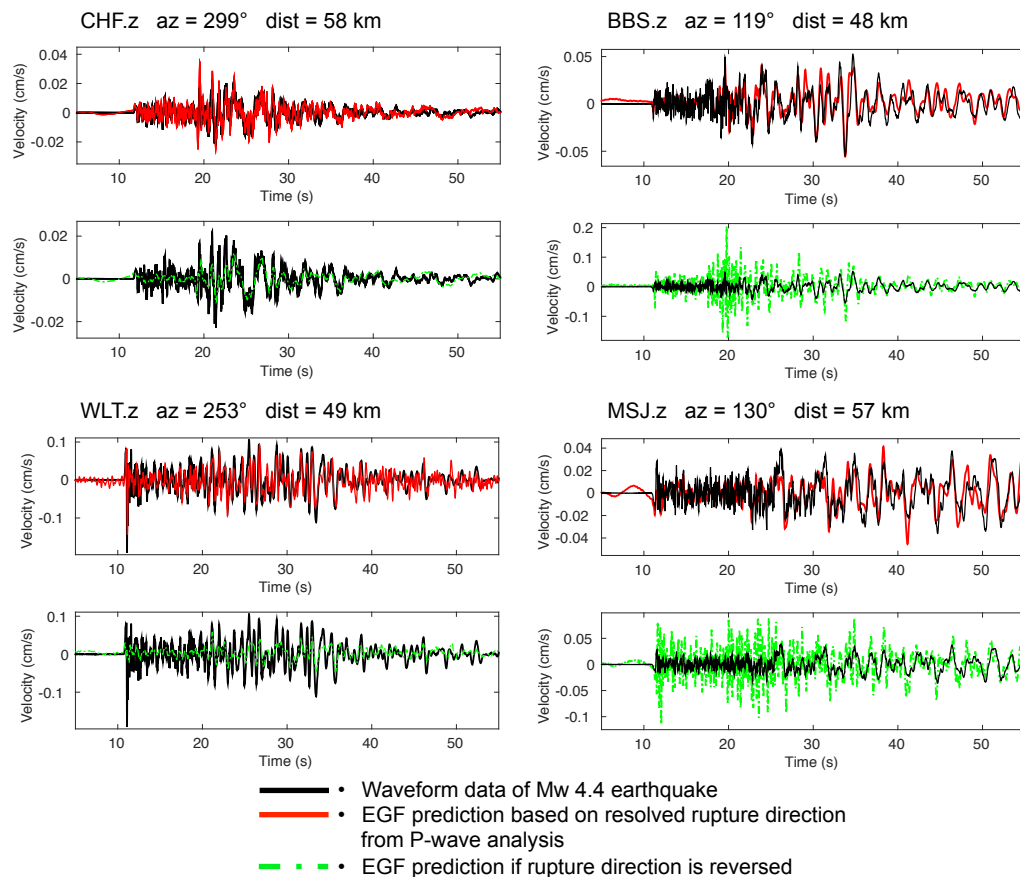 CHF.z az = 299° dist = 58 km
0.04
0.02
0
-0.02
Velocity (cm/s)
10 20 30 40 50
Time (s)
0.02
0
-0.02
Velocity (cm/s)
10 20 30 40 50
Time (s)
BBS.z az = 119° dist = 48 km
0.05
0
-0.05
Velocity (cm/s)
10 20 30 40 50
Time (s)
0.2
0.1
0
-0.1
Velocity (cm/s)
10 20 30 40 50
Time (s)
WLT.z az = 253° dist = 49 km
0.1
0
-0.1
Velocity (cm/s)
10 20 30 40 50
Time (s)
0.1
0
-0.1
Velocity (cm/s)
10 20 30 40 50
Time (s)
MSJ.z az = 130° dist = 57 km
0.04
0.02
0
-0.02
-0.04
Velocity (cm/s)
10 20 30 40 50
Time (s)
0.05
0
-0.05
-0.1
Velocity (cm/s)
10 20 30 40 50
Time (s)
• Waveform data of Mw 4.4 earthquake
• EGF prediction based on resolved rupture direction
from P-wave analysis
• EGF prediction if rupture direction is reversed